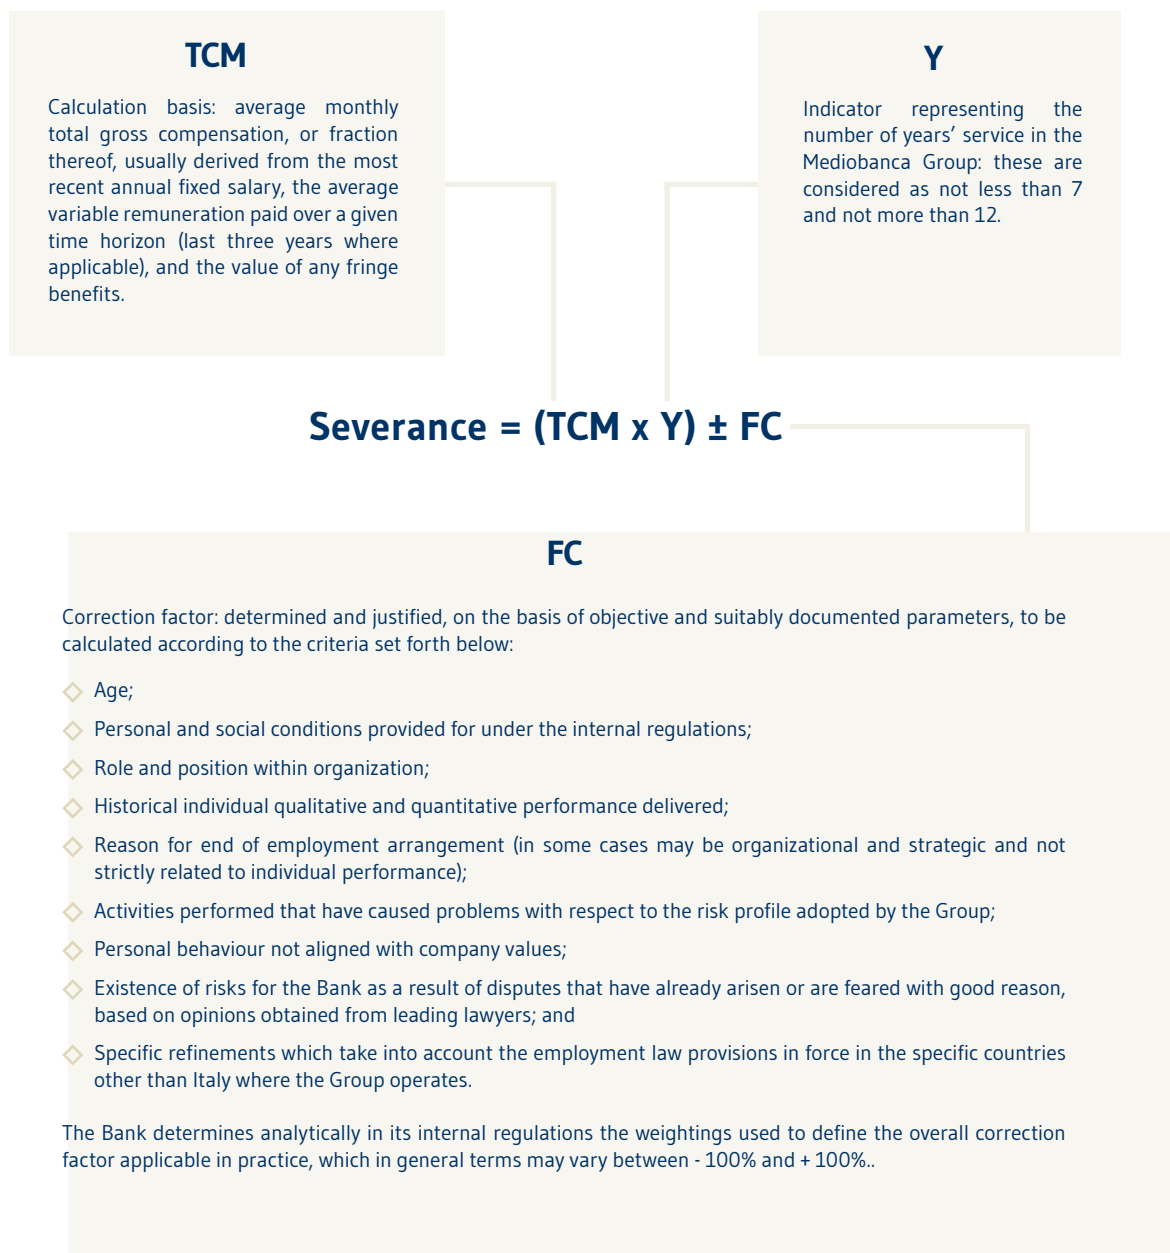 TCM
Calculation basis: average monthly
total gross compensation, or fraction
thereof, usually derived from the most
recent annual fixed salary, the average
variable remuneration paid over a given
time horizon (last three years where
applicable), and the value of any fringe
benefits.
Y
Indicator representing the
number of years’ service in the
Mediobanca Group: these are
considered as not less than 7
and not more than 12.
Severance = (TCM x Y) ± FC
FC
Correction factor: determined and justified, on the basis of objective and suitably documented parameters, to be
calculated according to the criteria set forth below:
Age;
Personal and social conditions provided for under the internal regulations;
Role and position within organization;
Historical individual qualitative and quantitative performance delivered;
Reason for end of employment arrangement (in some cases may be organizational and strategic and not
strictly related to individual performance);
Activities performed that have caused problems with respect to the risk profile adopted by the Group;
Personal behaviour not aligned with company values;
Existence of risks for the Bank as a result of disputes that have already arisen or are feared with good reason,
based on opinions obtained from leading lawyers; and
Specific refinements which take into account the employment law provisions in force in the specific countries
other than Italy where the Group operates.
The Bank determines analytically in its internal regulations the weightings used to define the overall correction
factor applicable in practice, which in general terms may vary between - 100% and + 100%..